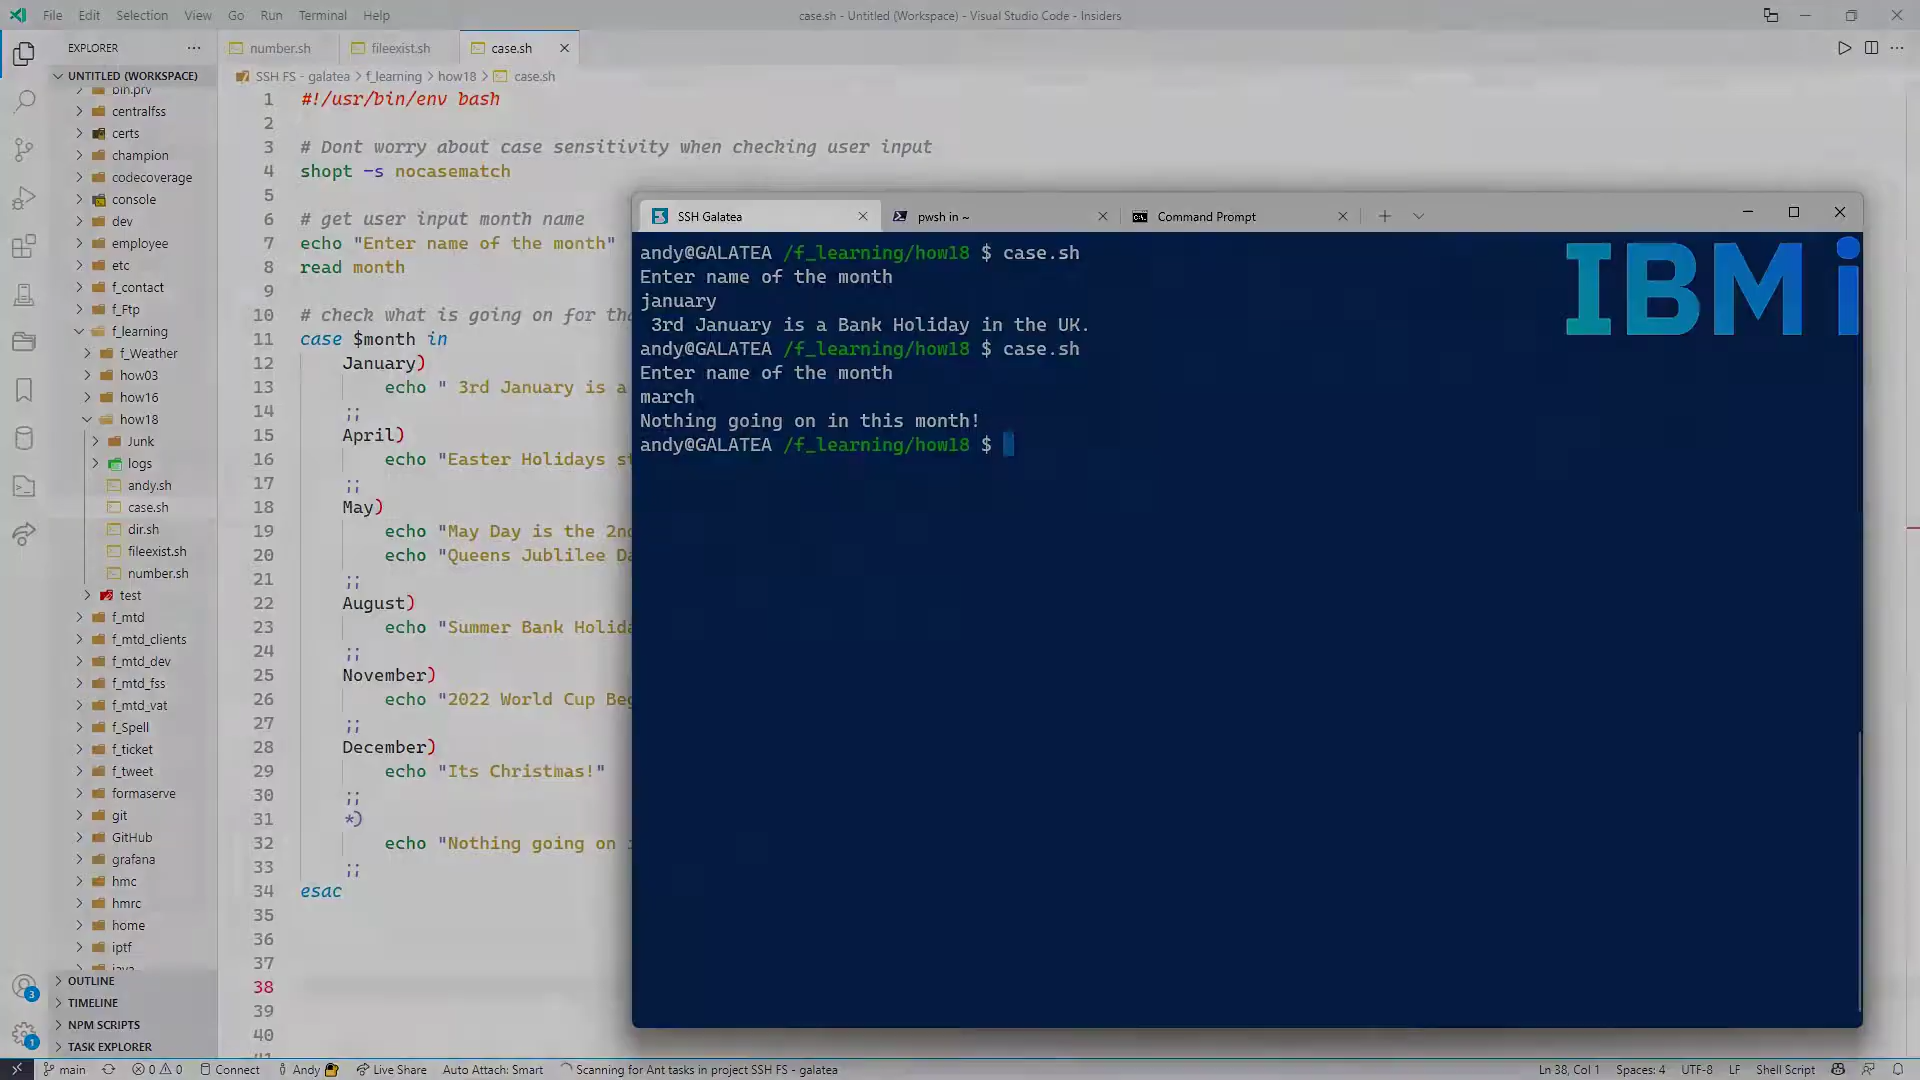 File Edit Selection View Go Run Terminal Help
case.sh - Untitled (Workspace) - Visual Studio Code - Insiders
EXPLORER
number.sh
fileexist.sh
case.sh
UNTITLED (WORKSPACE)
SSH FS - galatea > f_learning > how18 > case.sh
bin.prv
centralfss
certs
champion
codecoverage
console
dev
employee
etc
f_contact
f_Ftp
f_learning
f_Weather
how03
how16
how18
Junk
logs
andy.sh
case.sh
dir.sh
fileexist.sh
number.sh
test
f_mtd
f_mtd_clients
f_mtd_dev
f_mtd_fss
f_mtd_vat
f_Spell
f_ticket
f_tweet
formaserve
git
GitHub
grafana
hmc
hmrc
home
iptf
java
OUTLINE
TIMELINE
NPM SCRIPTS
TASK EXPLORER
1 #!/usr/bin/env bash
2
3 # Dont worry about case sensitivity when checking user input
4 shopt -s nocasematch
5
6 # get user input month name
7 echo "Enter name of the month"
8 read month
9
10 # check what is going on for tha
11 case $month in
12 January)
13 echo " 3rd January is a
14 ;;
15 April)
16 echo "Easter Holidays st
17 ;;
18 May)
19 echo "May Day is the 2nd
20 echo "Queens Jublilee Da
21 ;;
22 August)
23 echo "Summer Bank Holida
24 ;;
25 November)
26 echo "2022 World Cup Beg
27 ;;
28 December)
29 echo "Its Christmas!"
30 ;;
31 *)
32 echo "Nothing going on i
33 ;;
34 esac
35
36
37
38
39
40
41
SSH Galatea
pwsh in ~
Command Prompt
andy@GALATEA /f_learning/how18 $ case.sh
Enter name of the month
january
3rd January is a Bank Holiday in the UK.
andy@GALATEA /f_learning/how18 $ case.sh
Enter name of the month
march
Nothing going on in this month!
andy@GALATEA /f_learning/how18 $
IBM i
3
1
main 0 0 Connect Andy Live Share Auto Attach: Smart Scanning for Ant tasks in project SSH FS - galatea Ln 38, Col 1 Spaces: 4 UTF-8 LF Shell Script